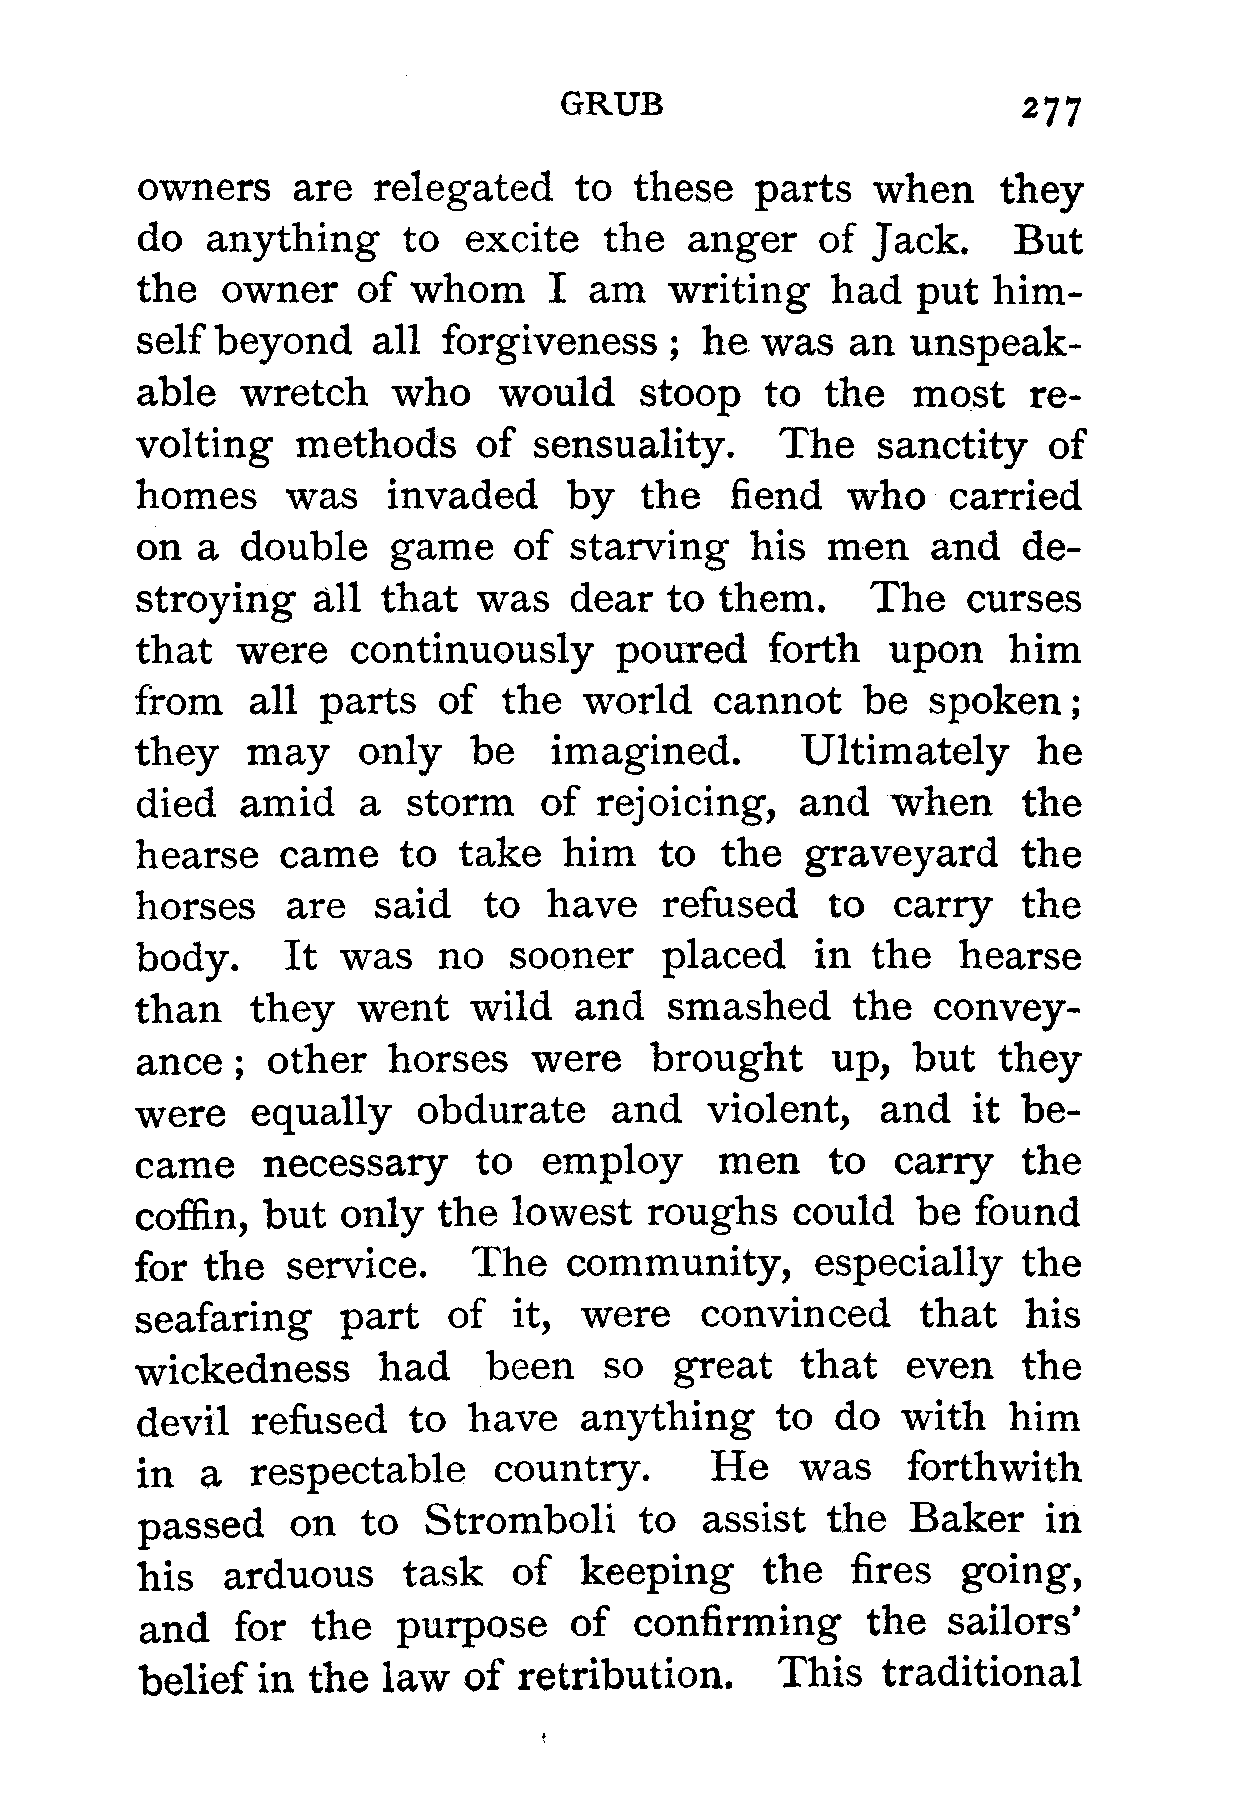 GRUB 277
owners are relegated to these parts when they
do anything to excite the anger of Jack. But
the owner of whom I am writing had put him-
self beyond all forgiveness ; he was an unspeak-
able wretch who would stoop to the most re-
volting methods of sensuality. The sanctity of
homes was invaded by the fiend who carried
on a double game of starving his men and de-
stroying all that was dear to them. The curses
that were continuously poured forth upon him
from all parts of the world cannot be spoken ;
they may only be imagined. Ultimately he
died amid a storm of rejoicing, and when the
hearse came to take him to the graveyard the
horses are said to have refused to carry the
body. It was no sooner placed in the hearse
than they went wild and smashed the convey-
ance ; other horses were brought up, but they
were equally obdurate and violent, and it be-
came necessary to employ men to carry the
coffin, but only the lowest roughs could be found
for the service. The community, especially the
seafaring part of it, were convinced that his
wickedness had been so great that even the
devil refused to have anything to do with him
in a respectable country. He was forthwith
passed on to Stromboli to assist the Baker in
his arduous task of keeping the fires going,
and for the purpose of confirming the sailors'
belief in the law of retribution. This traditional